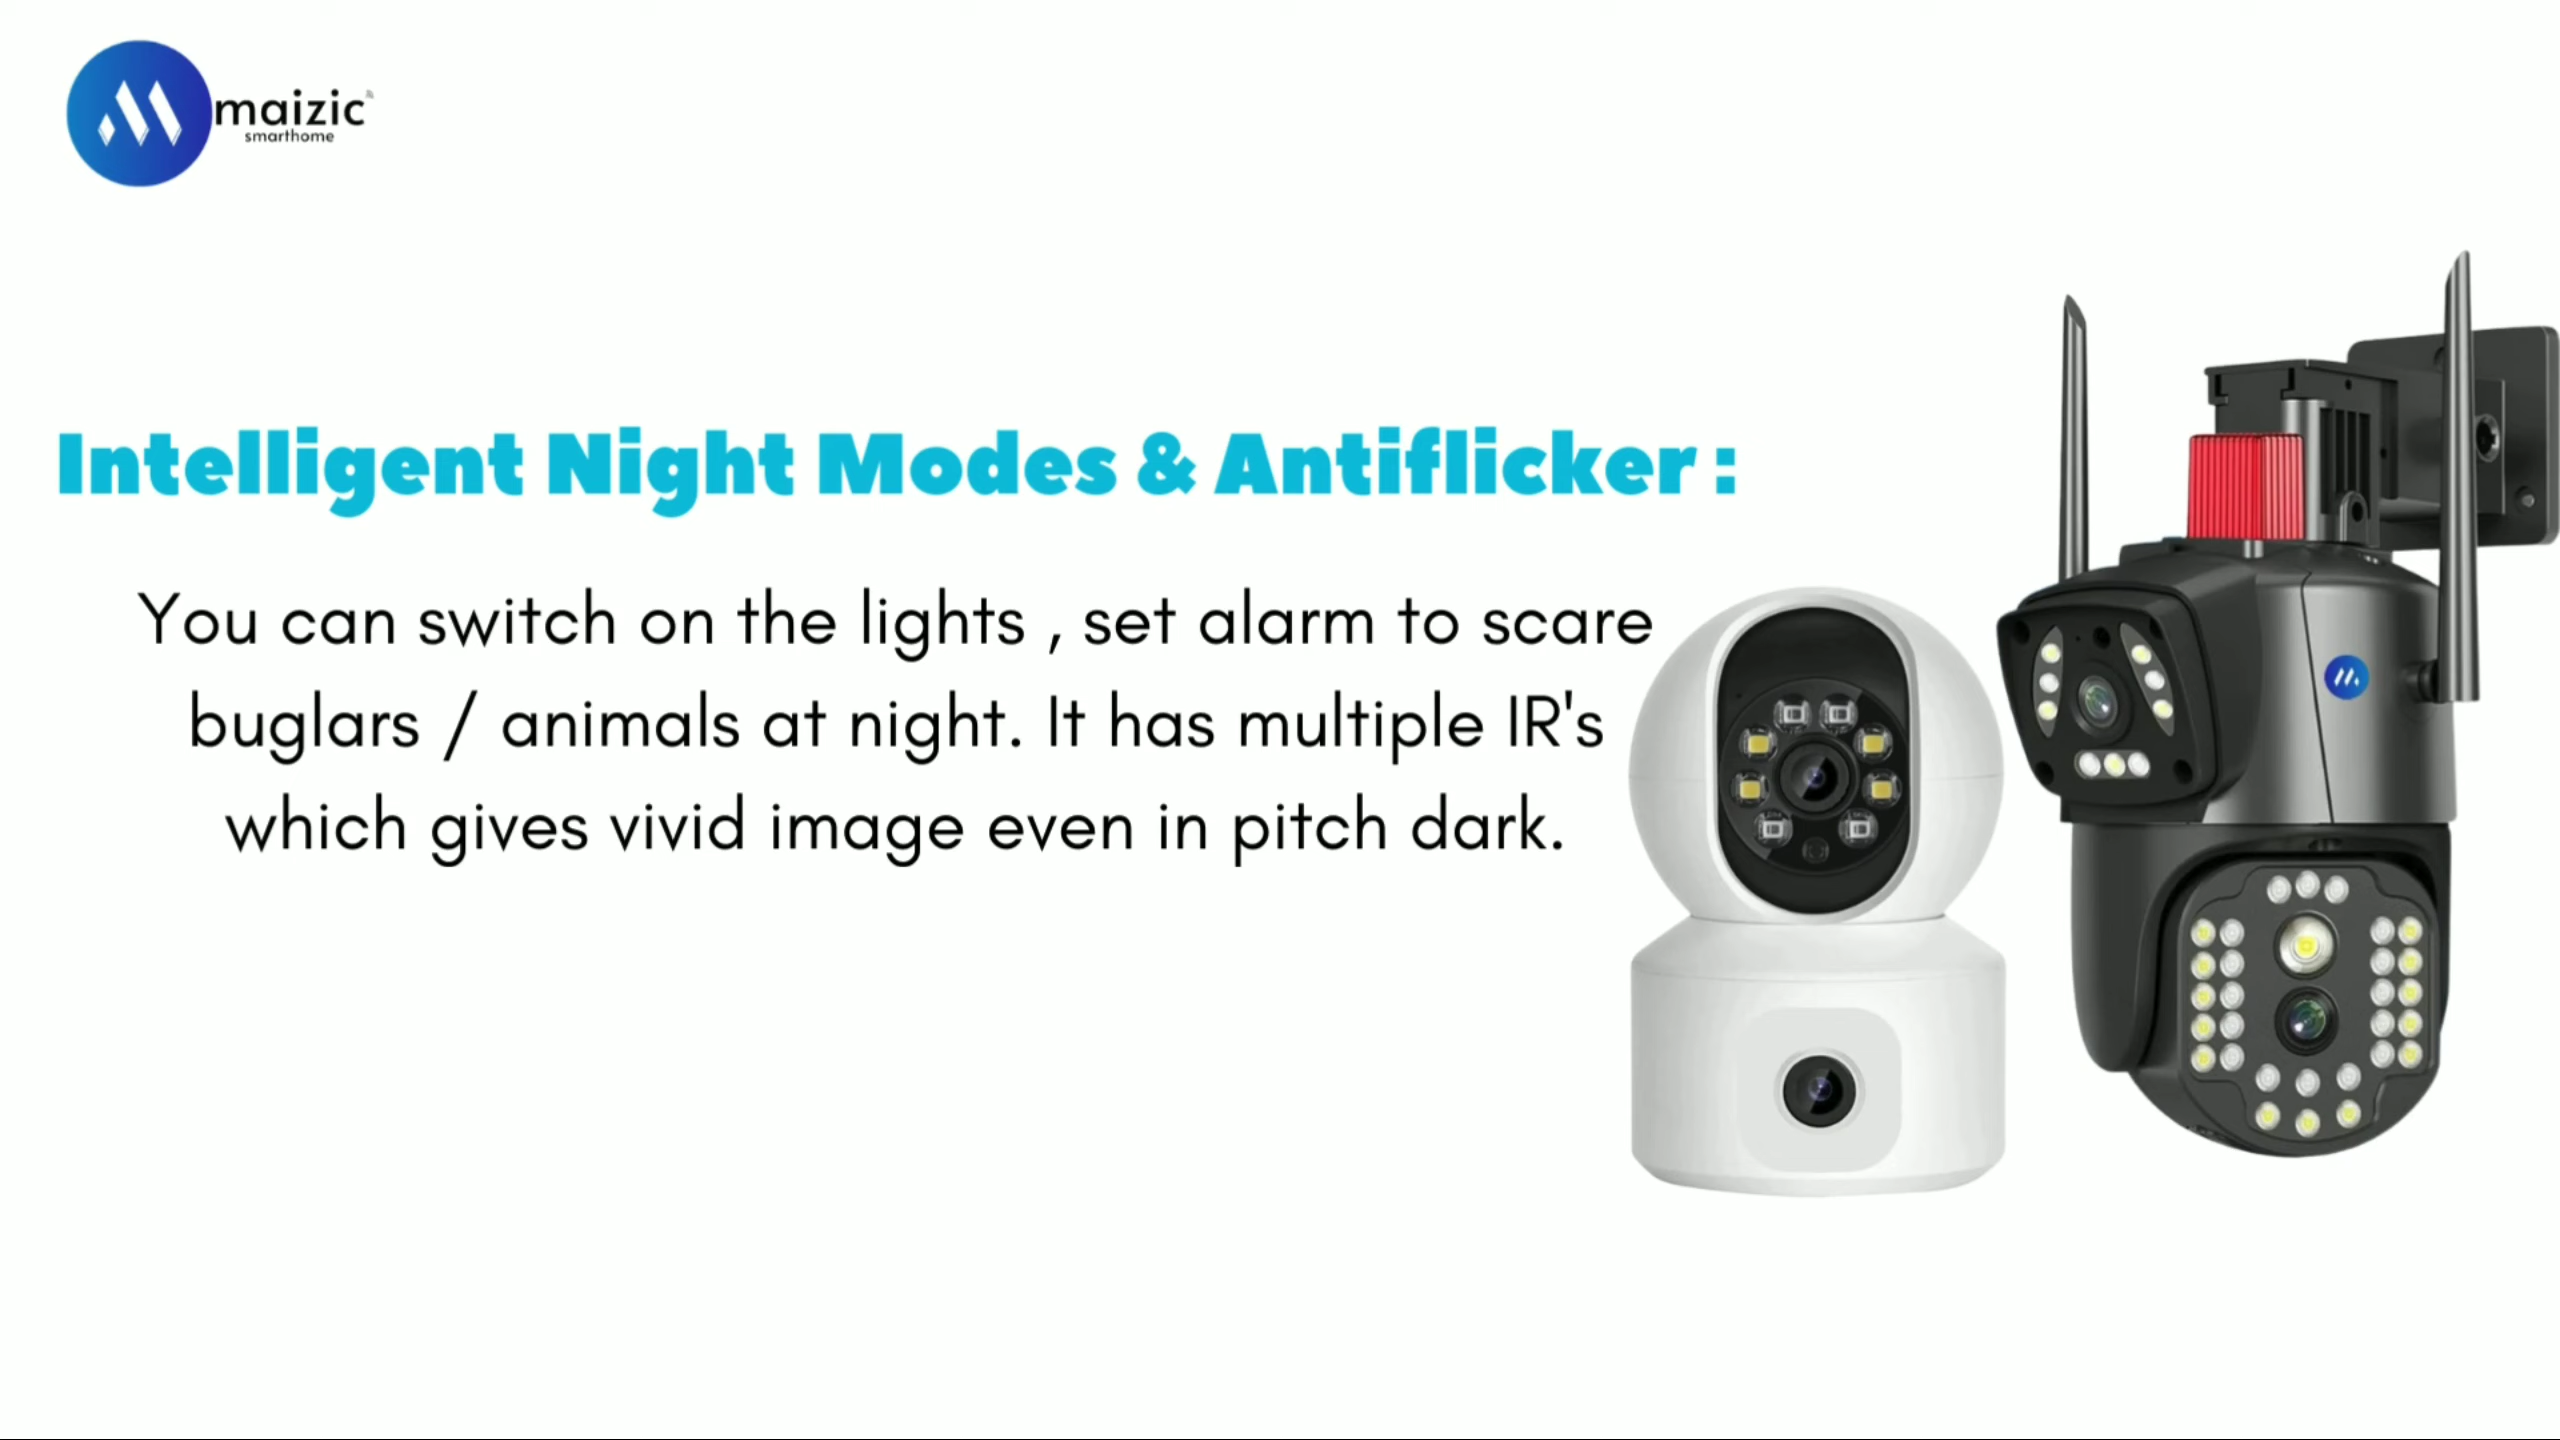 maizic
smarthome
Intelligent Night Modes & Antiflicker :
You can switch on the lights , set alarm to scare
buglars / animals at night. It has multiple IR's
which gives vivid image even in pitch dark.